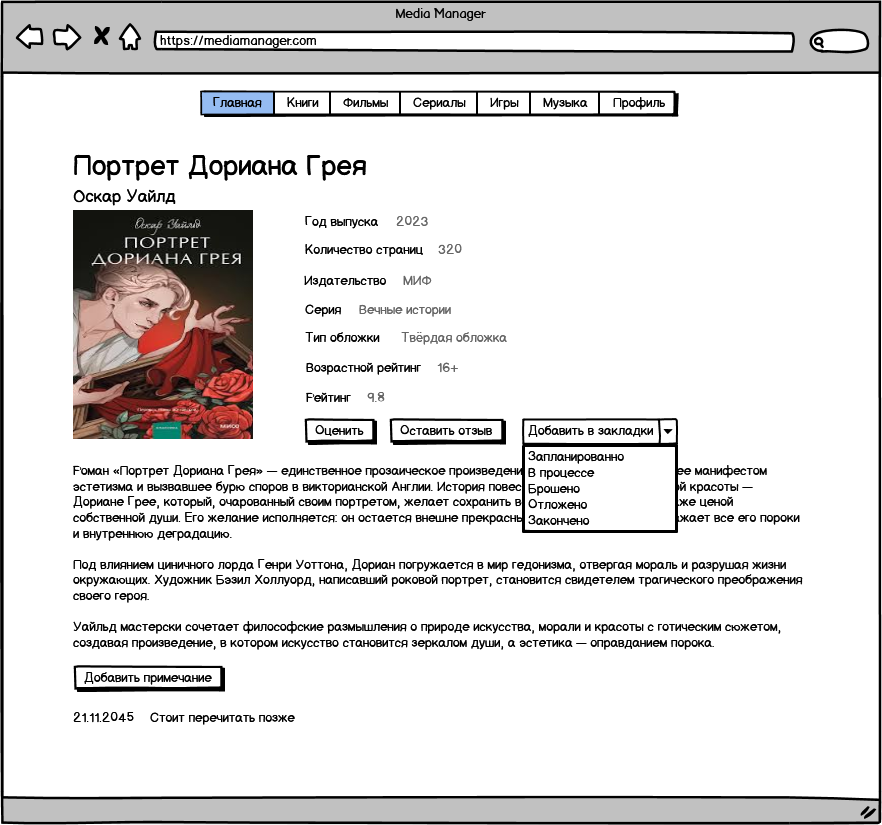 Media Manager
https://mediamanager.com
Главная Книги Фильмы Сериалы Игры Музыка Профиль
Портрет Дориана Грея
Оскар Уайлд
Оскар Уайлд
ПОРТРЕТ
ДОРИАНА ГРЕЯ
МИФ
Год выпуска 2023
Количество страниц 320
Издательство МИФ
Серия Вечные истории
Тип обложки Твёрдая обложка
Возрастной рейтинг 16+
Рейтинг 9.8
Оценить Оставить отзыв Добавить в закладки
Запланированно
В процессе
Брошено
Отложено
Закончено
Роман «Портрет Дориана Грея» — единственное прозаическое произведени ее манифестом
эстетизма и вызвавшее бурю споров в викторианской Англии. История повес й красоты —
Дориане Грее, который, очарованный своим портретом, желает сохранить в же ценой
собственной души. Его желание исполняется: он остается внешне прекрасны ажает все его пороки
и внутреннюю деградацию.
Под влиянием циничного лорда Генри Уоттона, Дориан погружается в мир гедонизма, отвергая мораль и разрушая жизни
окружающих. Художник Бэзил Холлуорд, написавший роковой портрет, становится свидетелем трагического преображения
своего героя.
Уайльд мастерски сочетает философские размышления о природе искусства, морали и красоты с готическим сюжетом,
создавая произведение, в котором искусство становится зеркалом души, а эстетика — оправданием порока.
Добавить примечание
21.11.2045 Стоит перечитать позже